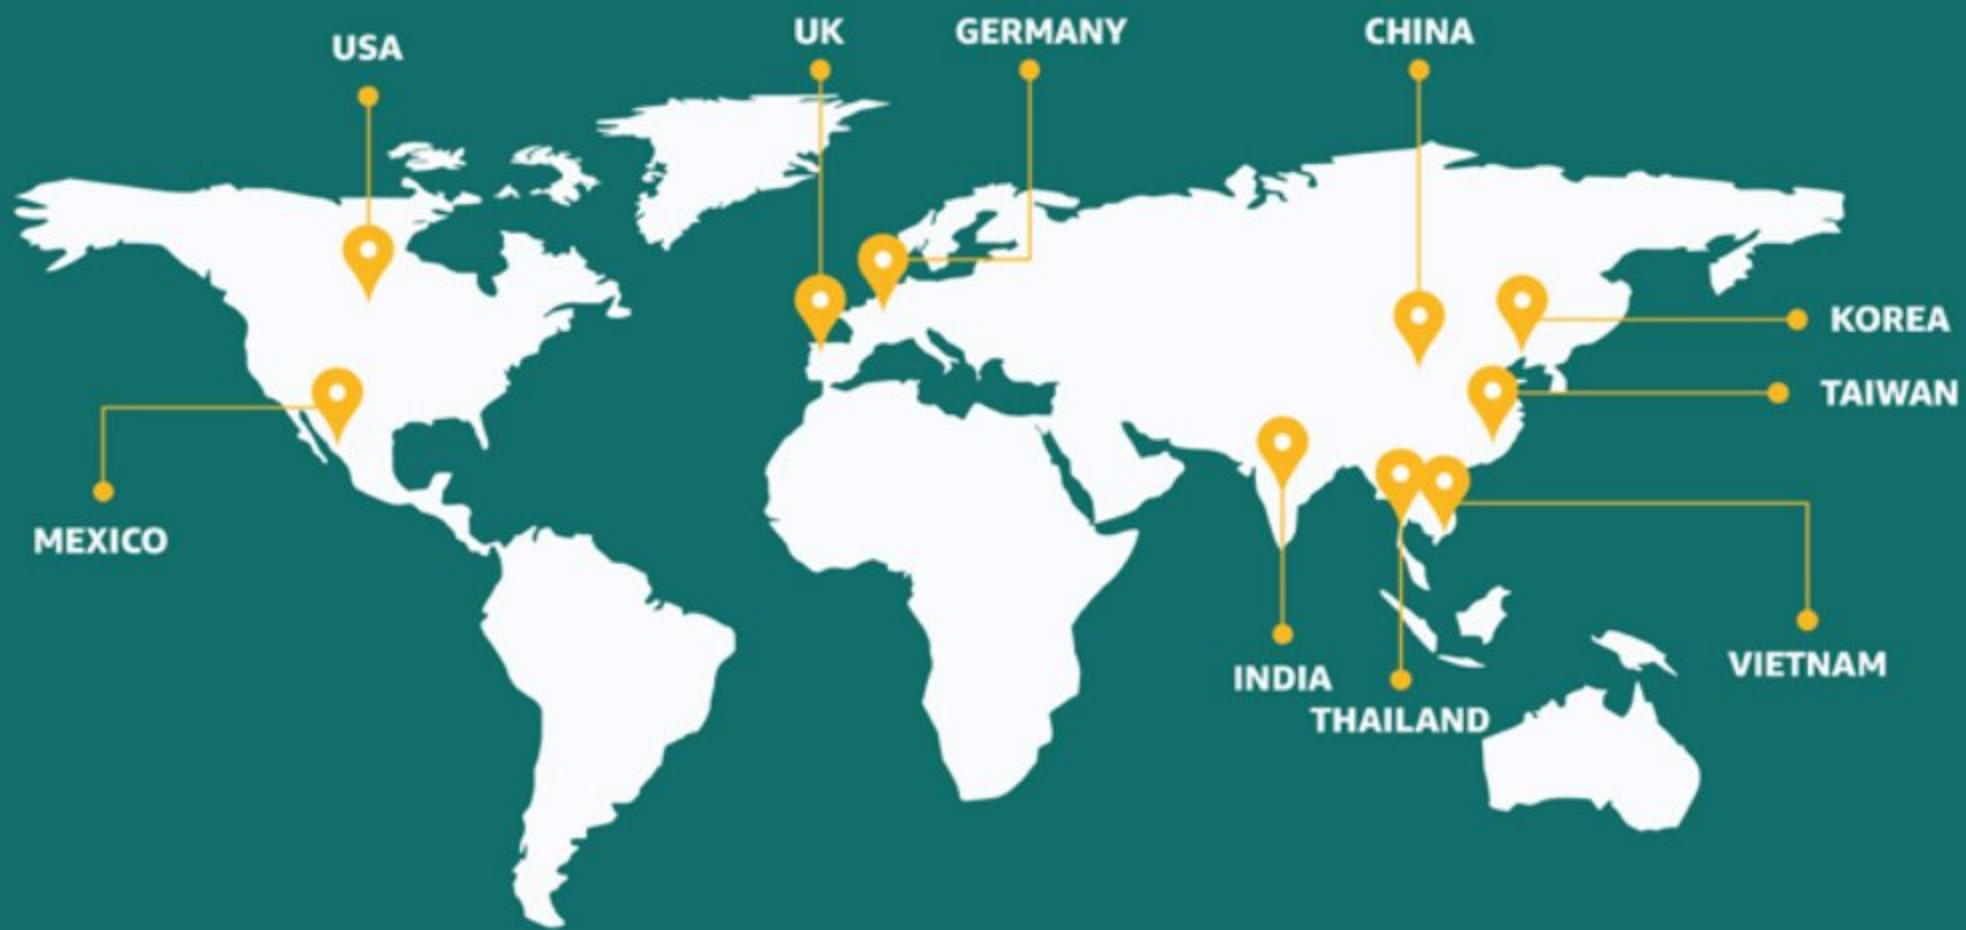 USA
UK
GERMANY
CHINA
KOREA
TAIWAN
MEXICO
INDIA
VIETNAM
THAILAND